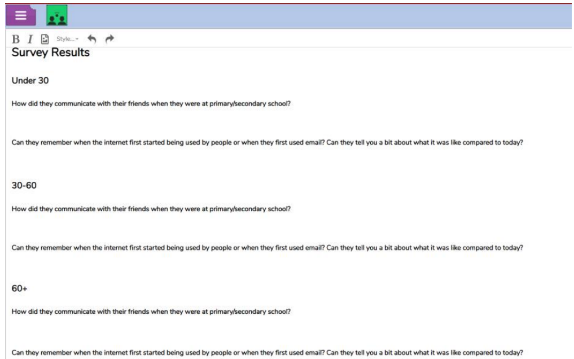 B I Style...
Survey Results
Under 30
How did they communicate with their friends when they were at primary/secondary school?
Can they remember when the internet first started being used by people or when they first used email? Can they tell you a bit about what it was like compared to today?
30-60
How did they communicate with their friends when they were at primary/secondary school?
Can they remember when the internet first started being used by people or when they first used email? Can they tell you a bit about what it was like compared to today?
60+
How did they communicate with their friends when they were at primary/secondary school?
Can they remember when the internet first started being used by people or when they first used email? Can they tell you a bit about what it was like compared to today?